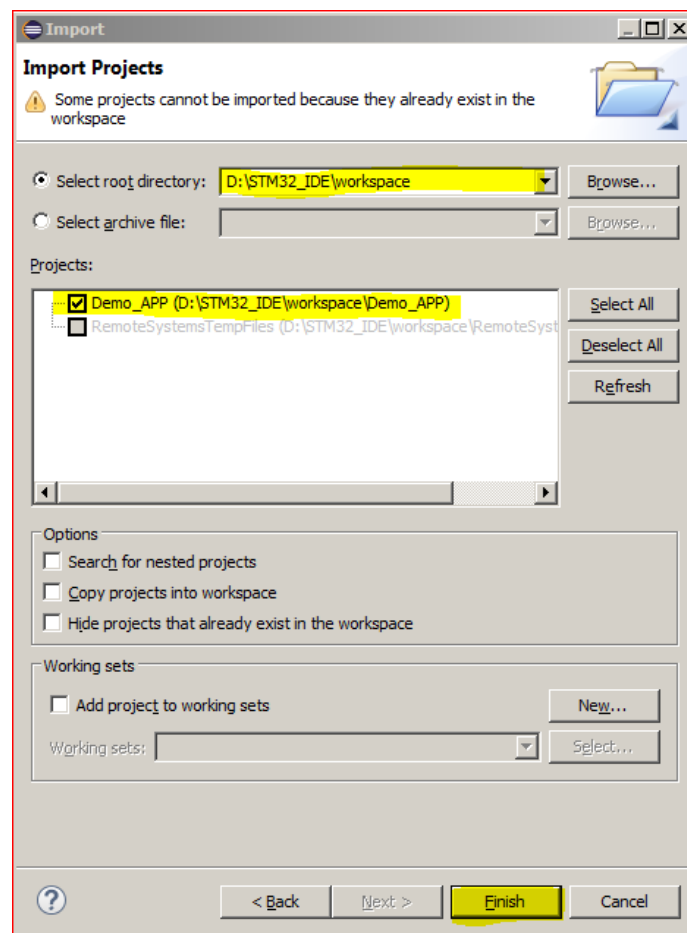 Import
Import Projects
Some projects cannot be imported because they already exist in the
workspace
Select root directory: D:\STM32_IDE\workspace Browse...
Select archive file: Browse...
Projects:
Demo_APP (D:\STM32_IDE\workspace\Demo_APP) Select All
RemoteSystemsTempFiles (D:\STM32_IDE\workspace\RemoteSyst
Deselect All
Refresh
Options
Search for nested projects
Copy projects into workspace
Hide projects that already exist in the workspace
Working sets
Add project to working sets New...
Working sets: Select...
? < Back Next > Finish Cancel